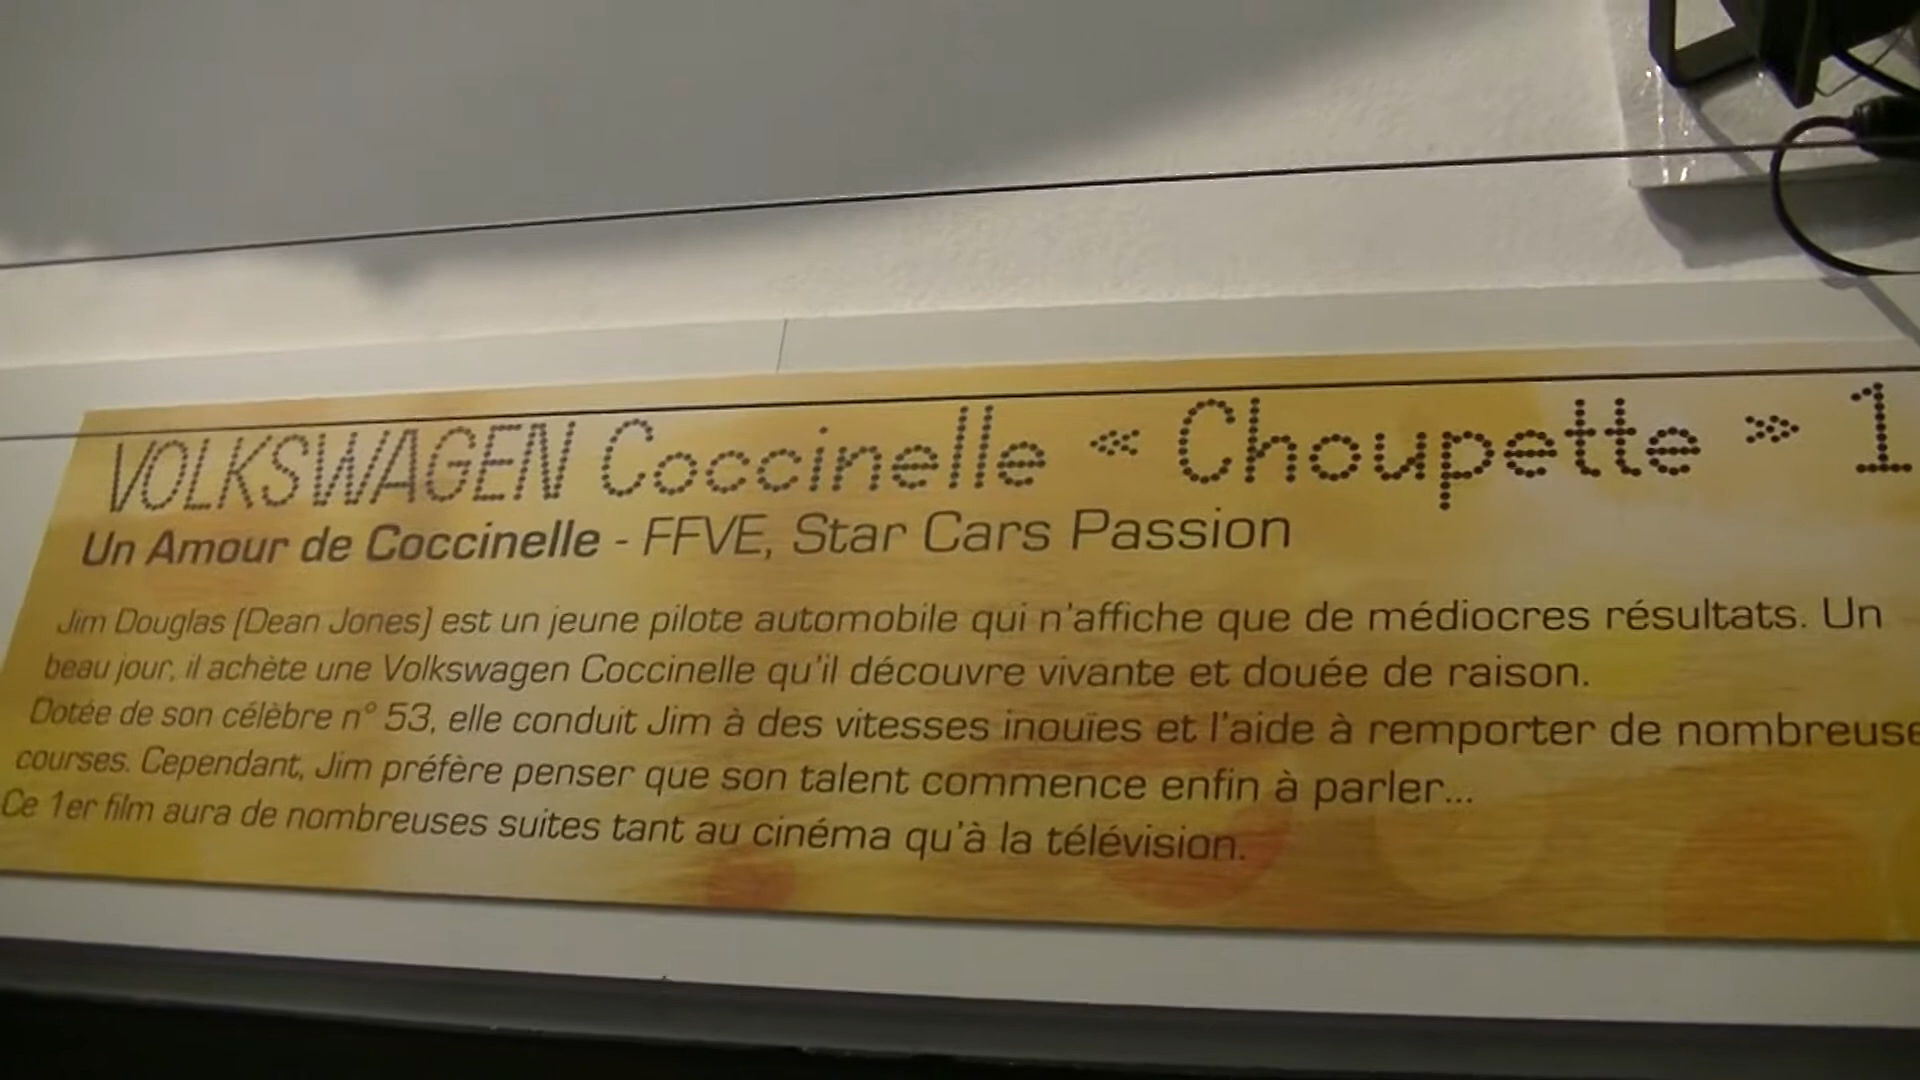 VOLKSWAGEN Coccinelle « Choupette » 1
Un Amour de Coccinelle - FFVE, Star Cars Passion
Jim Douglas (Dean Jones) est un jeune pilote automobile qui n'affiche que de médiocres résultats. Un
beau jour, il achète une Volkswagen Coccinelle qu'il découvre vivante et douée de raison.
Dotée de son célèbre n° 53, elle conduit Jim à des vitesses inouïes et l'aide à remporter de nombreuse
courses. Cependant, Jim préfère penser que son talent commence enfin à parler...
Ce 1er film aura de nombreuses suites tant au cinéma qu'à la télévision.